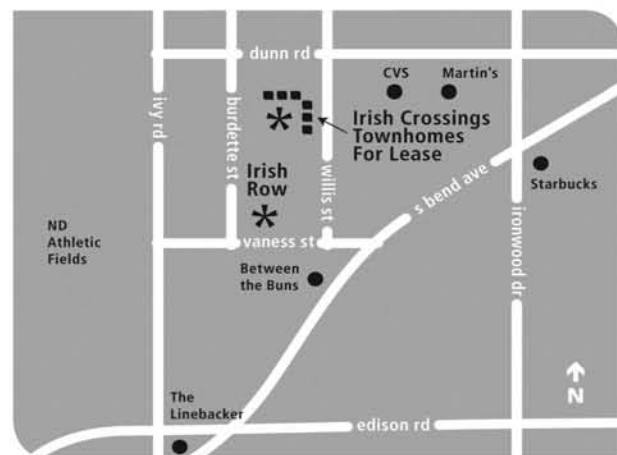 dunn rd
CVS
Martin's
ivy rd
burdette st
Irish Crossings
Townhomes
For Lease
willis st
Irish
Row
s bend ave
Starbucks
ironwood dr
ND
Athletic
Fields
vaness st
Between
the Buns
N
The
Linebacker
edison rd